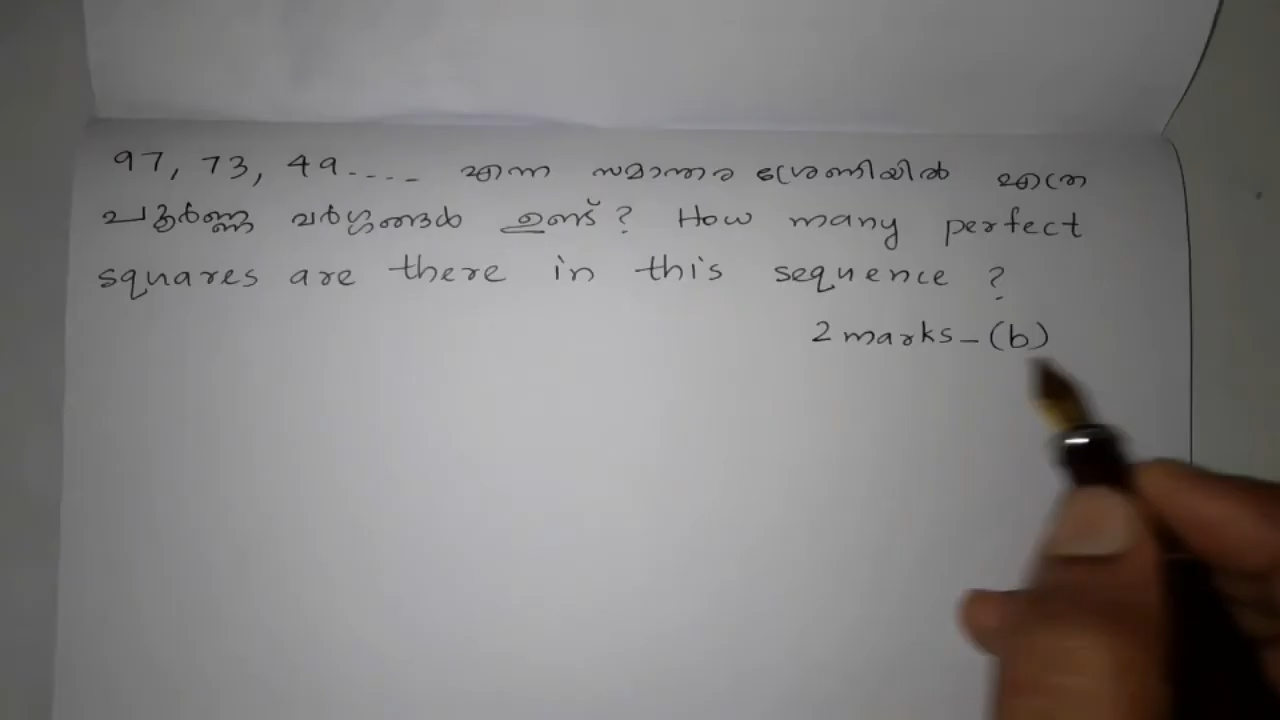 97, 73, 49.... എന്ന സമാന്തര ശ്രേണിയിൽ എത്ര
പൂർണ്ണ വർഗ്ഗങ്ങൾ ഉണ്ട് ? How many perfect
squares are there in this sequence ?
2 marks - (b)